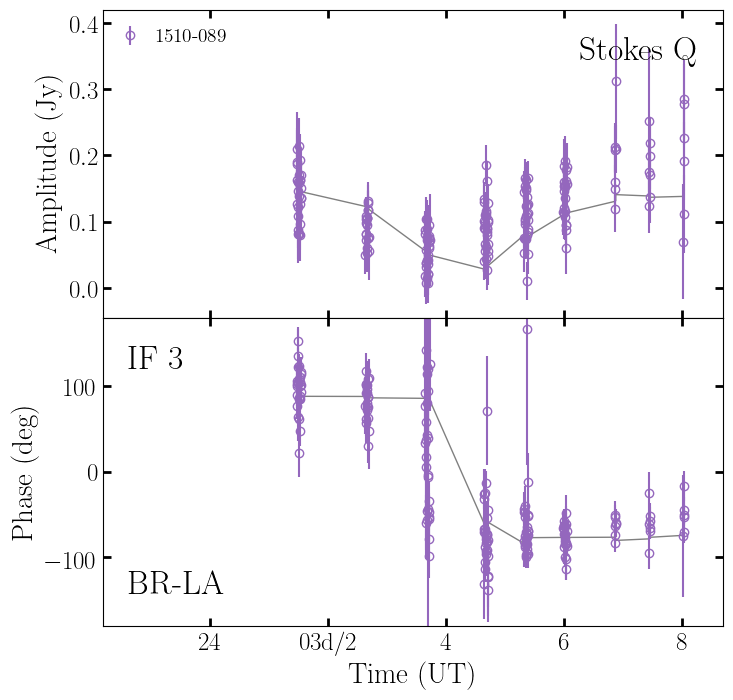 0.4
1510-089
Stokes Q
0.3
0.2
0.1
0.0
Amplitude (Jy)
IF 3
100
0
−100
Phase (deg)
BR-LA
24
03d/2
4
6
8
Time (UT)